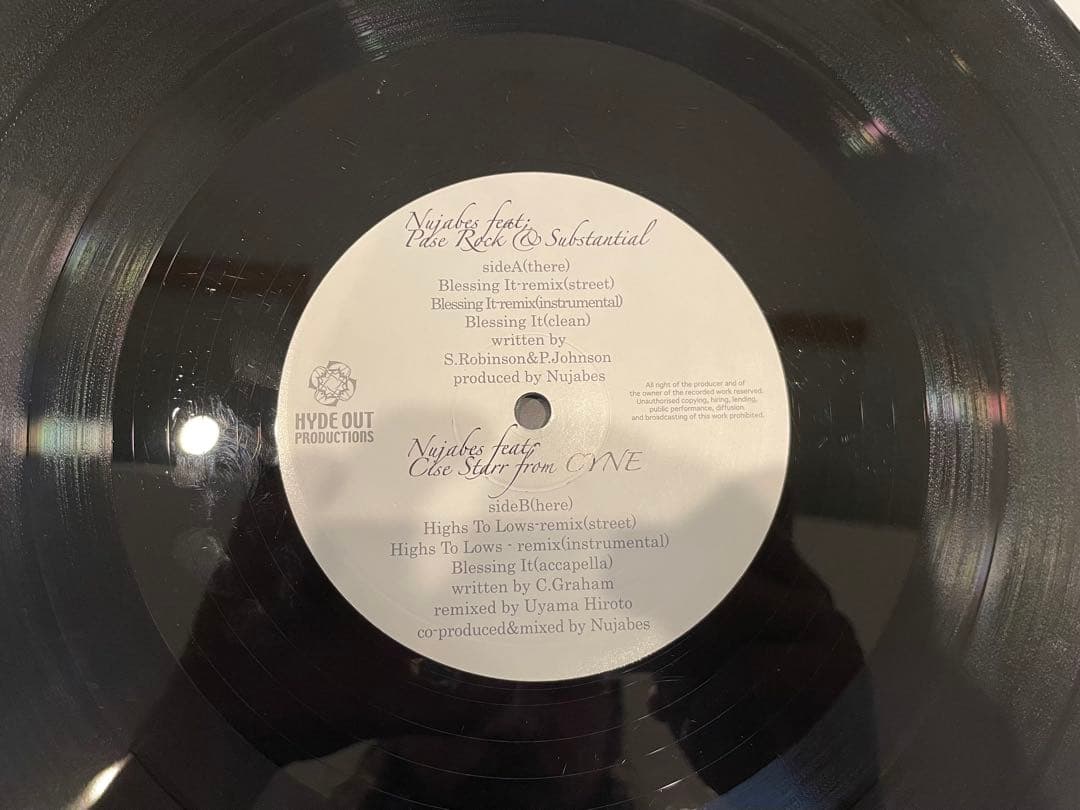 Nujabes feat;
Pase Rock & Substantial
sideA(there)
Blessing It-remix(street)
Blessing It-remix(instrumental)
Blessing It(clean)
written by
S.Robinson&P.Johnson
produced by Nujabes
HYDE OUT
PRODUCTIONS
All right of the producer and of
the owner of the recorded work reserved.
Unauthorised copying, hiring, lending,
public performance, diffusion
and broadcasting of this work prohibited.
Nujabes feat;
Cise Starr from CYNE
sideB(here)
Highs To Lows-remix(street)
Highs To Lows - remix(instrumental)
Blessing It(accapella)
written by C.Graham
remixed by Uyama Hiroto
co-produced&mixed by Nujabes